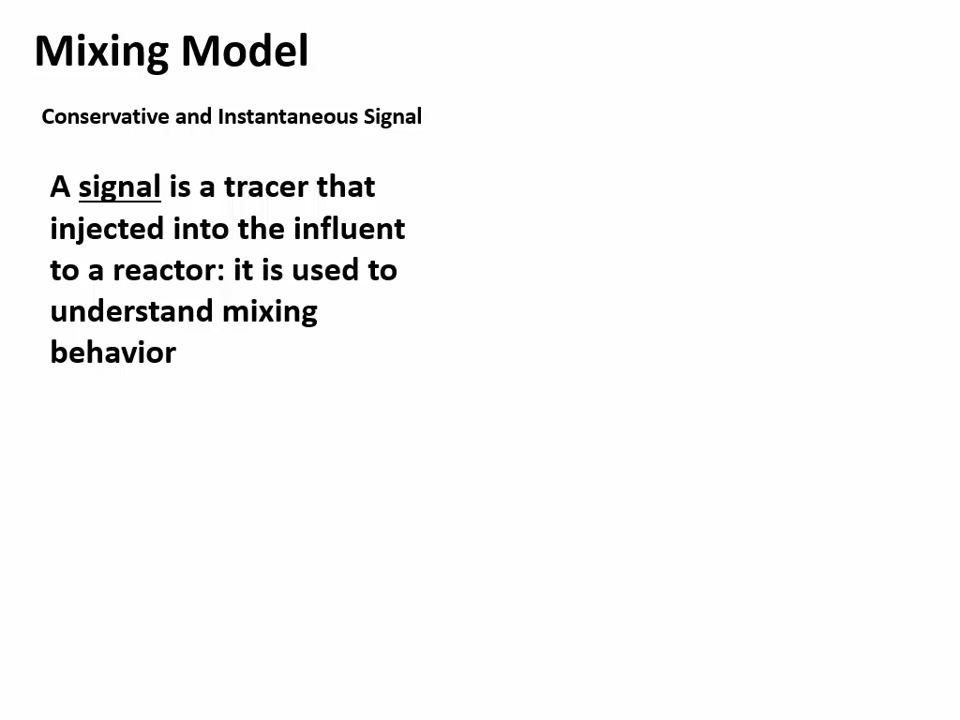 Mixing Model
Conservative and Instantaneous Signal
A signal is a tracer that
injected into the influent
to a reactor: it is used to
understand mixing
behavior